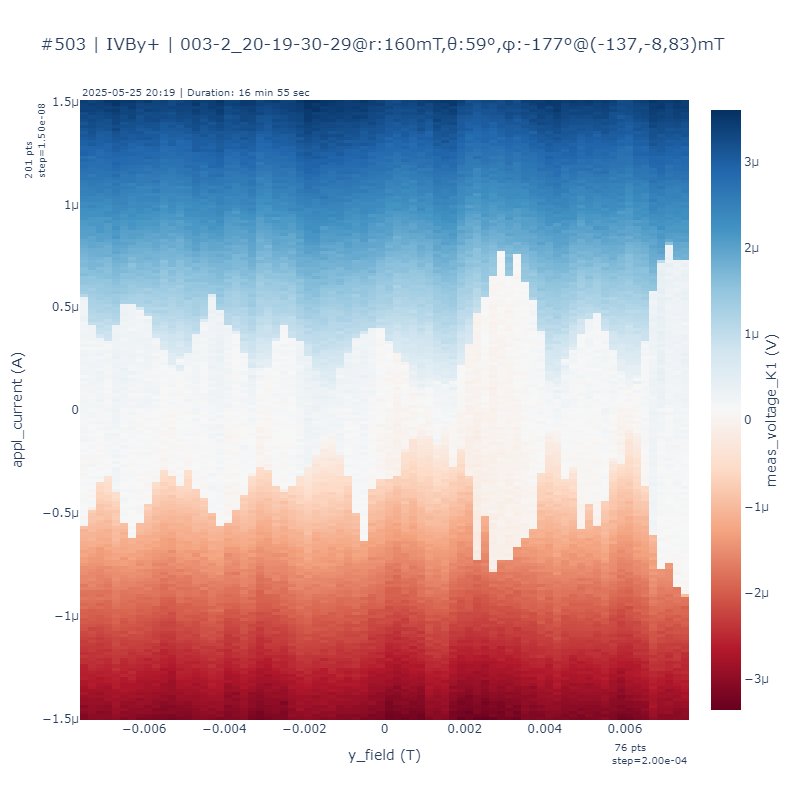 #503 | IVBy+ | 003-2_20-19-30-29@r:160mT,θ:59°,φ:-177°@(-137,-8,83)mT
2025-05-25 20:19 | Duration: 16 min 55 sec
201 pts
step=1.50e-08
1.5μ
1μ
0.5μ
0
−0.5μ
−1μ
−1.5μ
appl_current (A)
−0.006
−0.004
−0.002
0
0.002
0.004
0.006
y_field (T)
76 pts
step=2.00e-04
3μ
2μ
1μ
0
−1μ
−2μ
−3μ
meas_voltage_K1 (V)